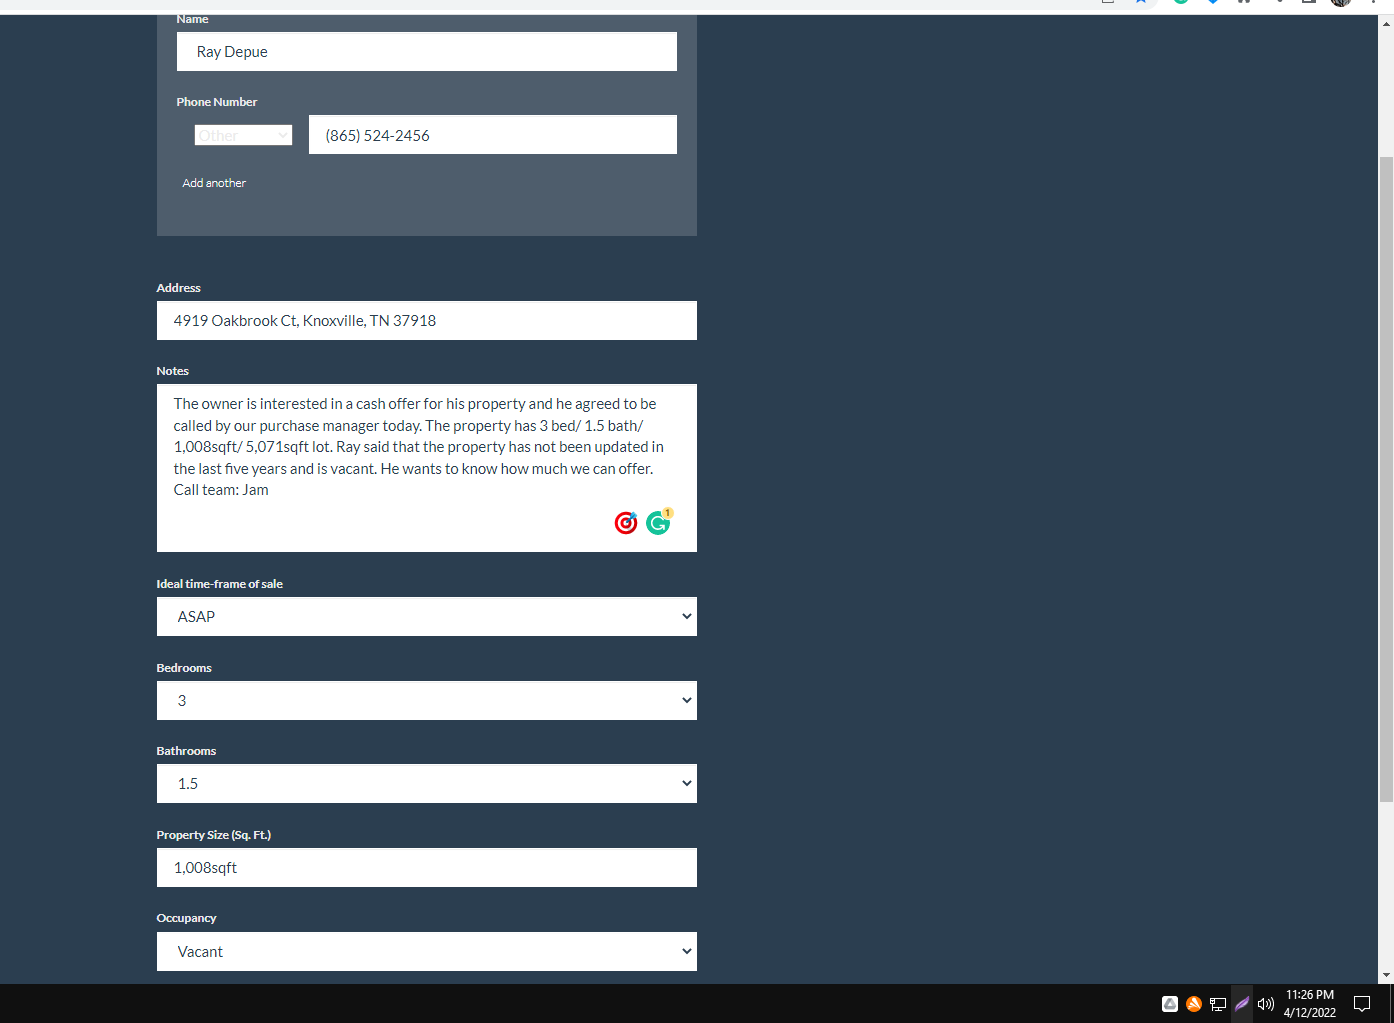 Name
Ray Depue
Phone Number
Other
(865) 524-2456
Add another
Address
4919 Oakbrook Ct, Knoxville, TN 37918
Notes
The owner is interested in a cash offer for his property and he agreed to be
called by our purchase manager today. The property has 3 bed/ 1.5 bath/
1,008sqft/ 5,071sqft lot. Ray said that the property has not been updated in
the last five years and is vacant. He wants to know how much we can offer.
Call team: Jam
1
Ideal time-frame of sale
ASAP
Bedrooms
3
Bathrooms
1.5
Property Size (Sq. Ft.)
1,008sqft
Occupancy
Vacant
11:26 PM
4/12/2022